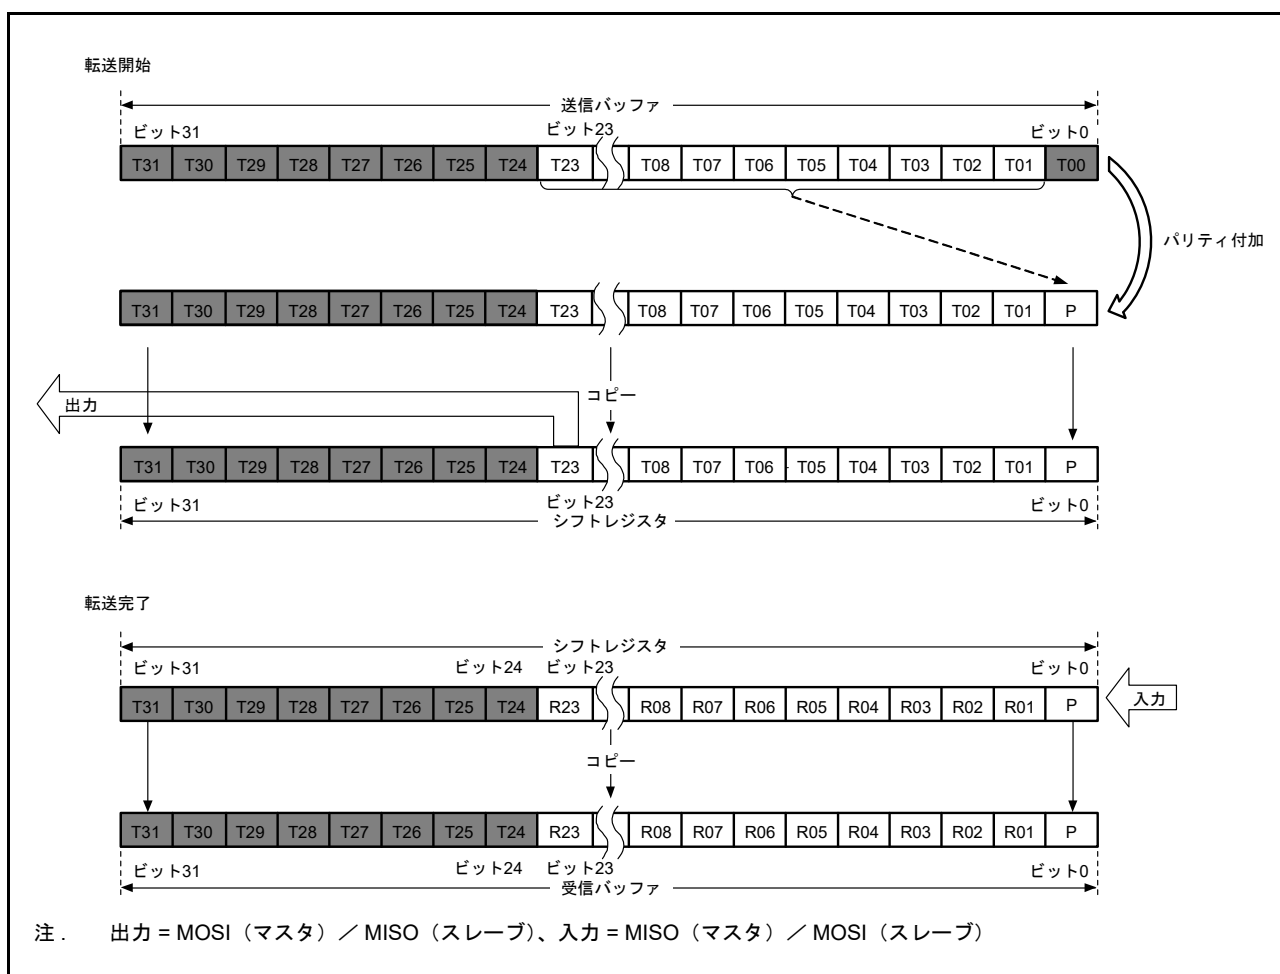 転送開始
送信バッファ
ビット31 ビット23 ビット0
T31 T30 T29 T28 T27 T26 T25 T24 T23 T08 T07 T06 T05 T04 T03 T02 T01 T00
パリティ付加
T31 T30 T29 T28 T27 T26 T25 T24 T23 T08 T07 T06 T05 T04 T03 T02 T01 P
コピー
出力
T31 T30 T29 T28 T27 T26 T25 T24 T23 T08 T07 T06 T05 T04 T03 T02 T01 P
ビット31 ビット23 ビット0
シフトレジスタ
転送完了
シフトレジスタ
ビット31 ビット24 ビット23 ビット0
T31 T30 T29 T28 T27 T26 T25 T24 R23 R08 R07 R06 R05 R04 R03 R02 R01 P
入力
コピー
T31 T30 T29 T28 T27 T26 T25 T24 R23 R08 R07 R06 R05 R04 R03 R02 R01 P
ビット31 ビット24 ビット23 ビット0
受信バッファ
注. 出力 = MOSI（マスタ）／ MISO（スレーブ）、入力 = MISO（マスタ）／ MOSI（スレーブ）